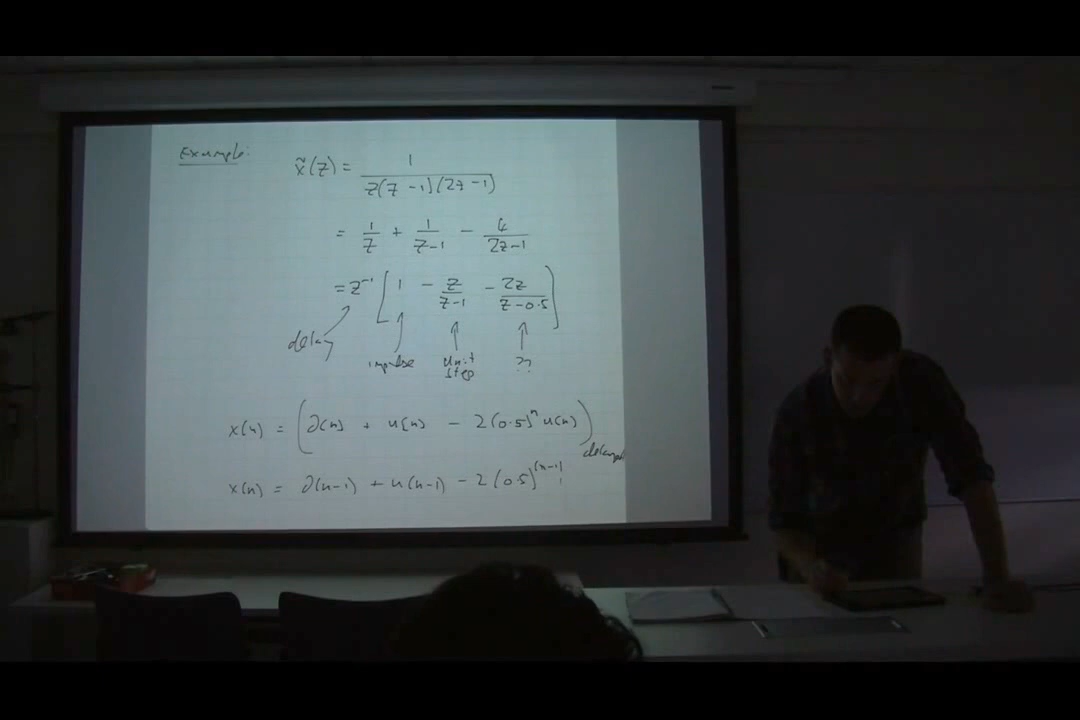 Example:
x̃(z) = 1 / z(z-1)(2z-1)
= 1/z + 1/z-1 - 4/2z-1
= z⁻¹ [ 1 - z/z-1 - 2z/z-0.5 ]
delay
impulse unit step ??
x(n) = ( ∂(n) + u(n) - 2(0.5)ⁿ u(n) ) delayed
x(n) = ∂(n-1) + u(n-1) - 2(0.5)⁽ⁿ⁻¹⁾